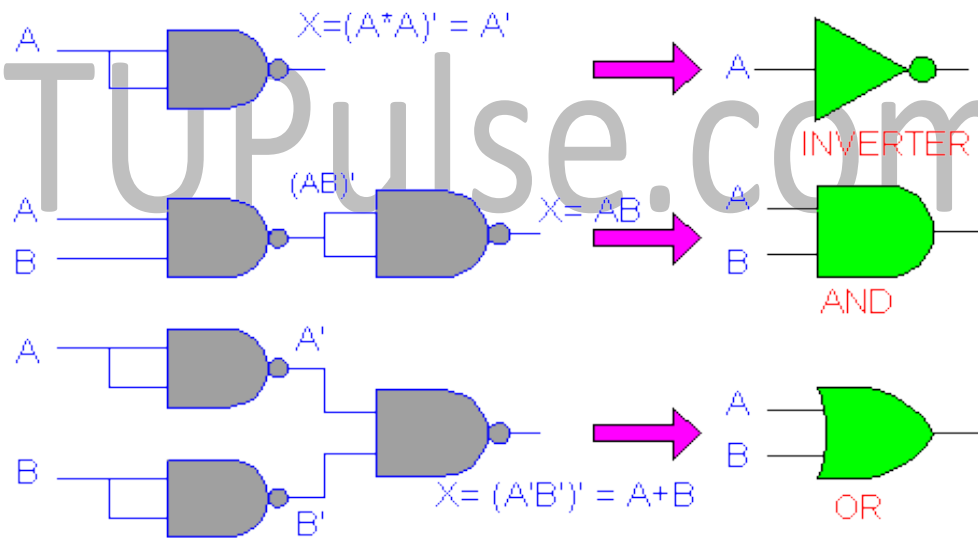 X=(A*A)' = A'
A
A
INVERTER
TUPulse.com
(AB)'
A
B
X= AB
A
B
AND
A
A'
B
B'
X= (A'B')' = A+B
A
B
OR